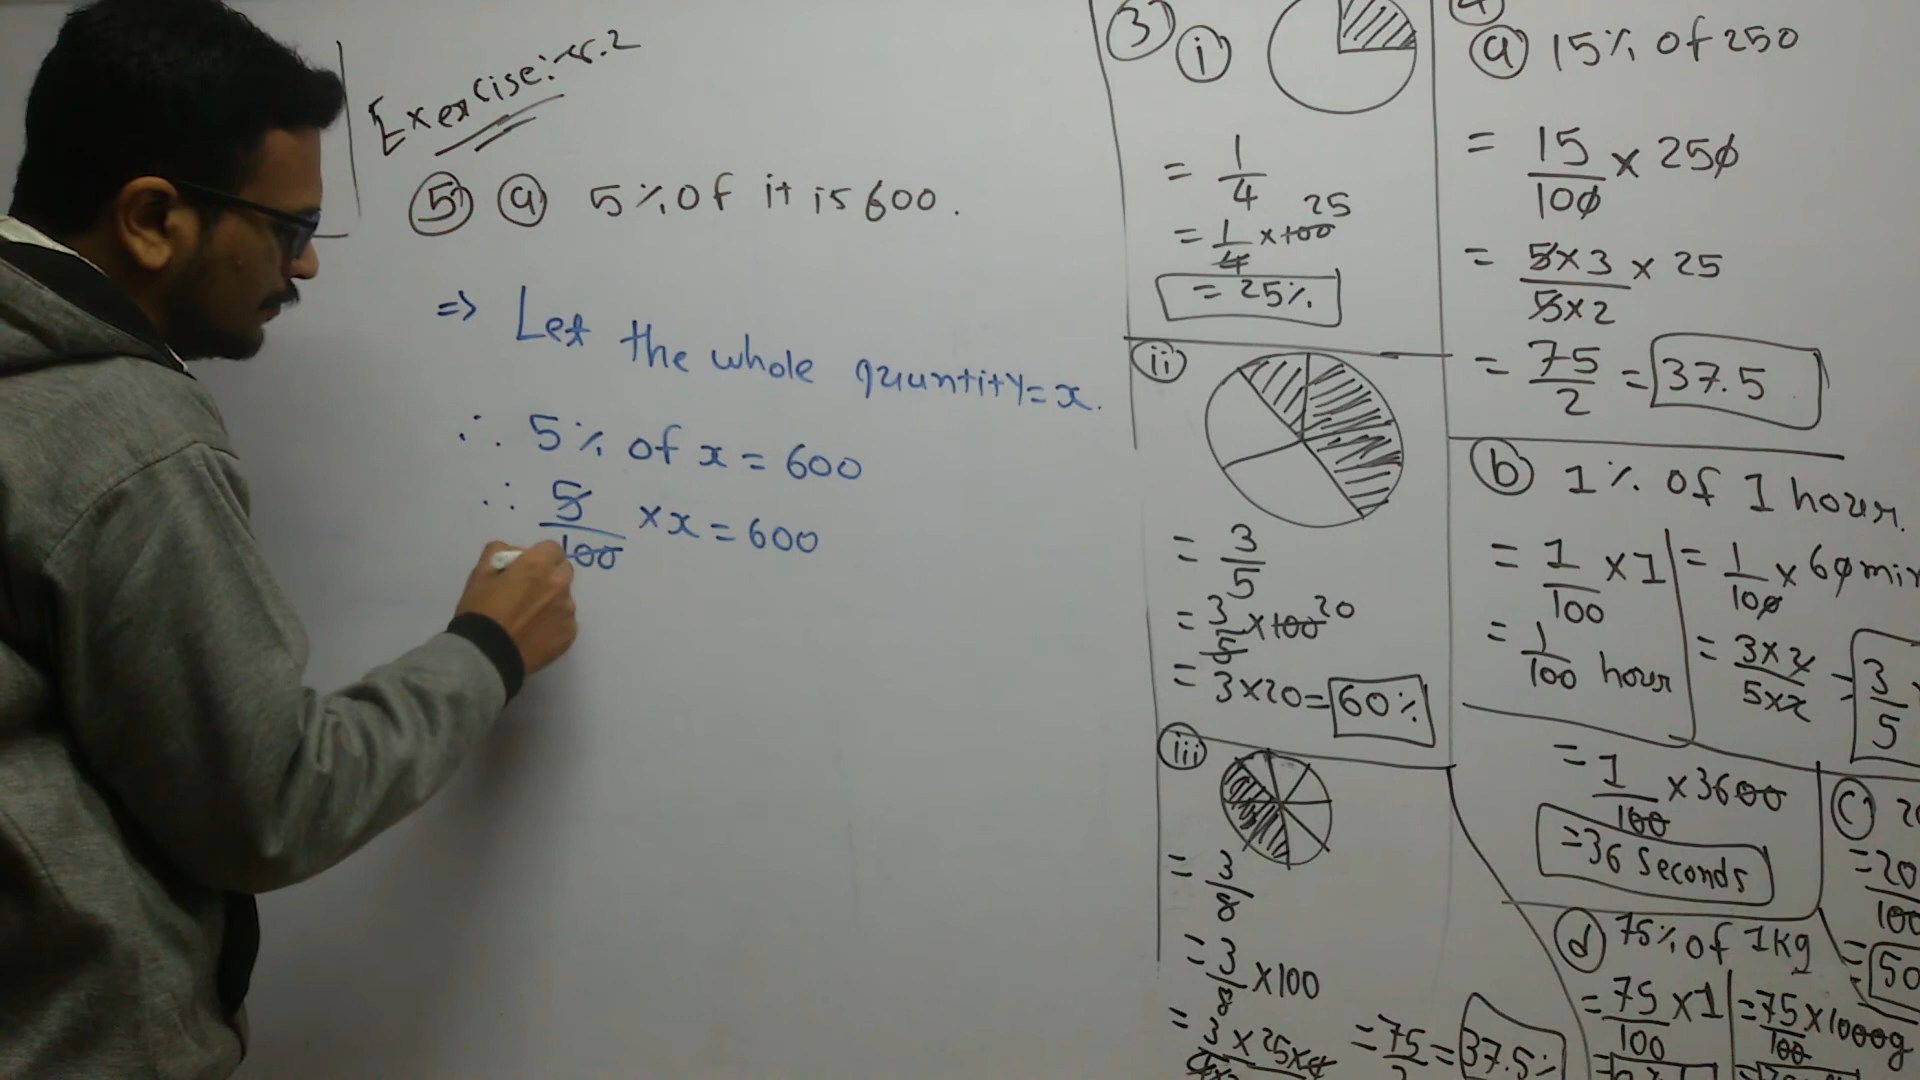 Exercise:-8.2
5 a 5% of it is 600.
=> Let the whole quantity = x.
∴ 5% of x = 600
∴ 5/100 × x = 600
3 i
= 1/4
= 1/4 × 100 25
= 25%
ii
= 3/5
= 3/5 × 100 20
= 3×20 = 60%
iii
= 3/8
= 3/8 × 100
= 3×25×4
= 75/2 = 37.5%
4
a 15% of 250
= 15/100 × 250
= 5×3/5×2 × 25
= 75/2 = 37.5
b 1% of 1 hour.
= 1/100 × 1
= 1/100 hour
= 1/100 × 60 min
= 3×2/5×2 = 3/5
= 1/100 × 3600
= 36 Seconds
c
= 20/100
= 50
d 75% of 1kg
= 75/100 × 1
= 75/100 × 1000g